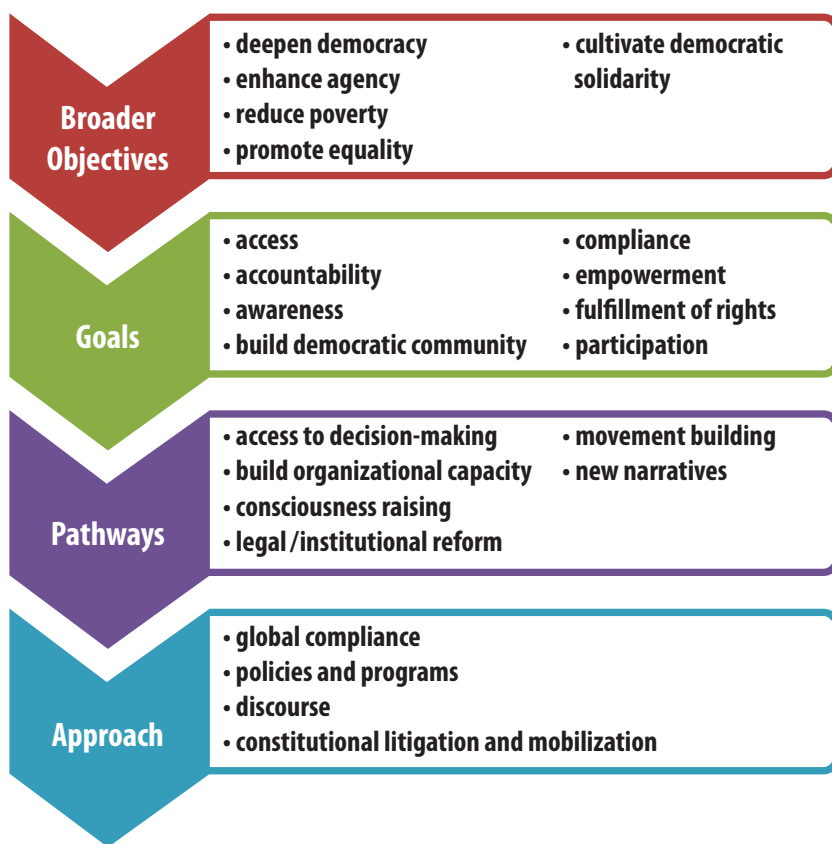 Broader
Objectives
• deepen democracy
• enhance agency
• reduce poverty
• promote equality
• cultivate democratic
solidarity
Goals
• access
• accountability
• awareness
• build democratic community
• compliance
• empowerment
• fulfillment of rights
• participation
Pathways
• access to decision-making
• build organizational capacity
• consciousness raising
• legal/institutional reform
• movement building
• new narratives
Approach
• global compliance
• policies and programs
• discourse
• constitutional litigation and mobilization